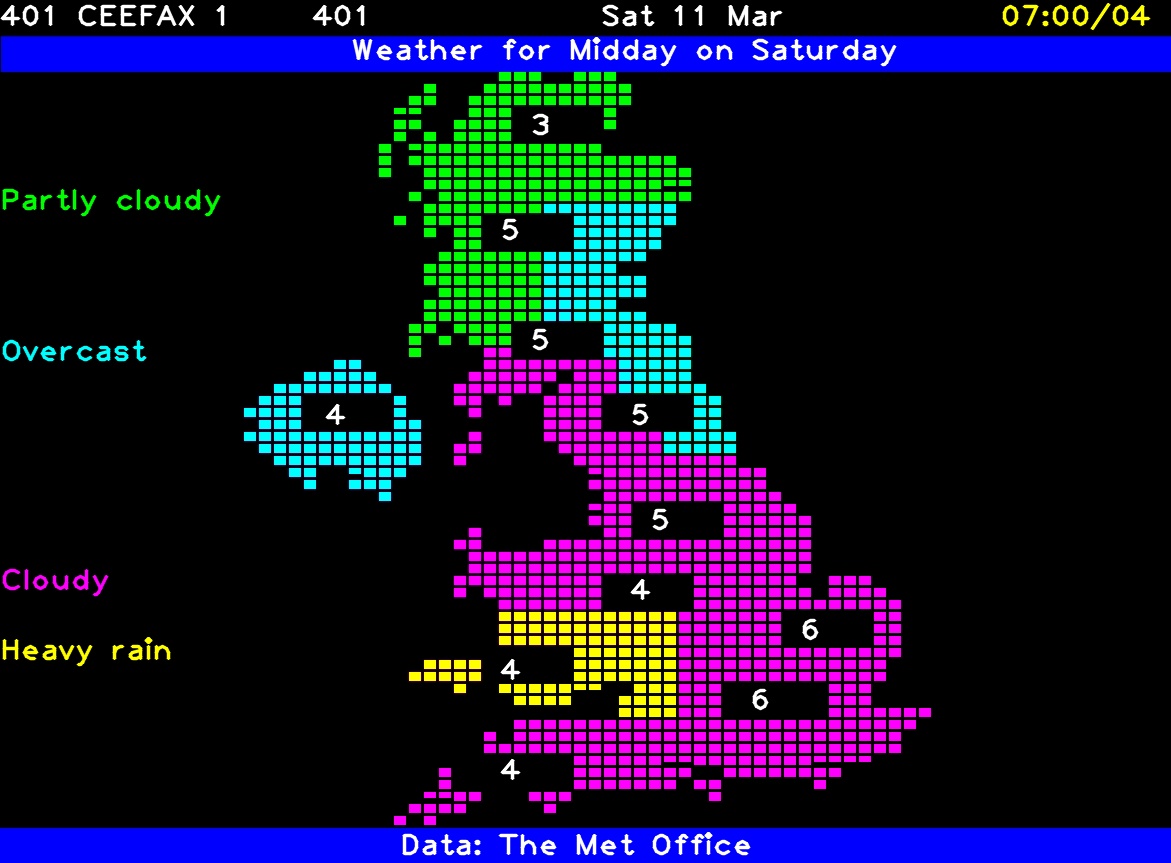 401 CEEFAX 1 401 Sat 11 Mar 07:00/04
Weather for Midday on Saturday
3
Partly cloudy
5
5
Overcast
4 5
5
Cloudy
4
6
Heavy rain
4
6
4
Data: The Met Office